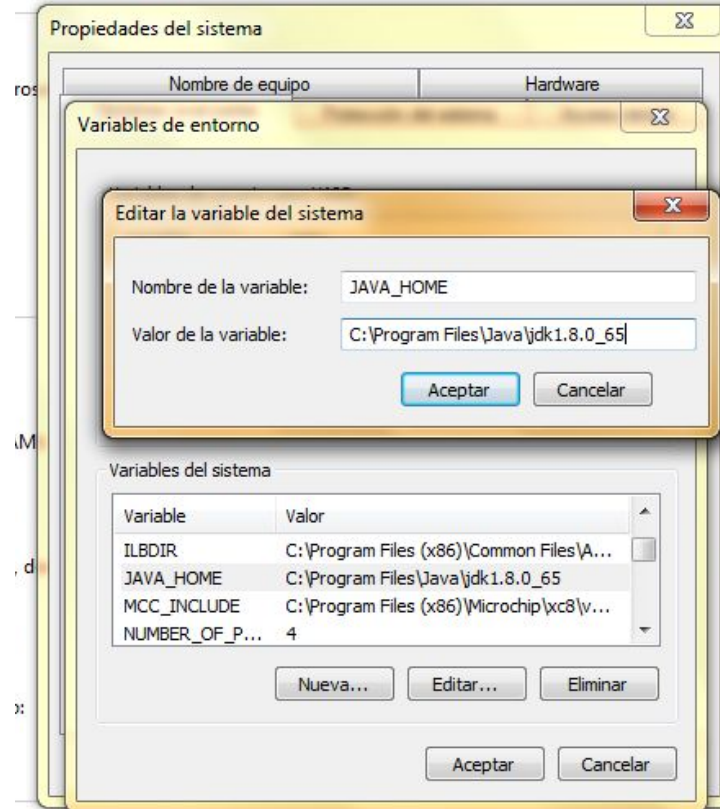 Propiedades del sistema
ros
Nombre de equipo Hardware
Variables de entorno
Editar la variable del sistema
Nombre de la variable: JAVA_HOME
Valor de la variable: C:\Program Files\Java\jdk1.8.0_65
Aceptar Cancelar
AM
Variables del sistema
Variable Valor
ILBDIR C:\Program Files (x86)\Common Files\A...
, d
JAVA_HOME C:\Program Files\Java\jdk1.8.0_65
MCC_INCLUDE C:\Program Files (x86)\Microchip\xc8\v...
NUMBER_OF_P... 4
Nueva... Editar... Eliminar
o:
Aceptar Cancelar